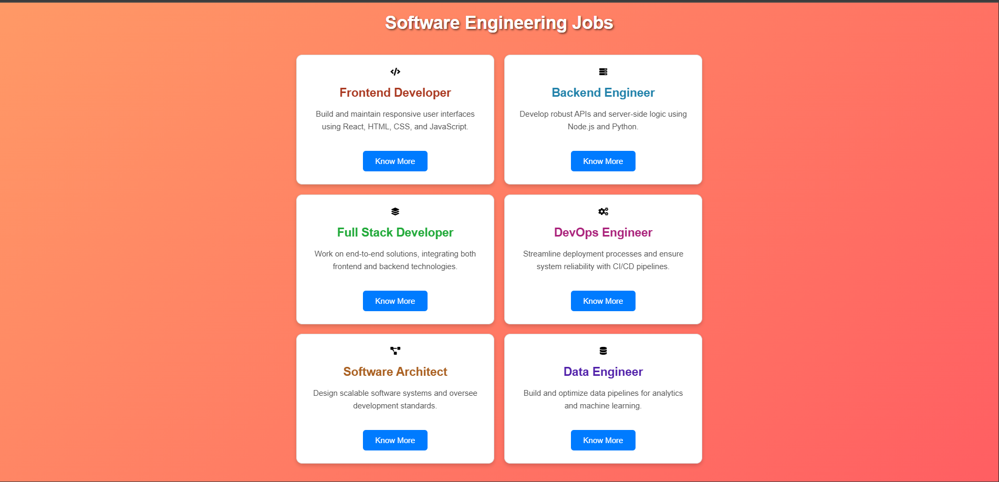 Software Engineering Jobs
Frontend Developer
Build and maintain responsive user interfaces
using React, HTML, CSS, and JavaScript.
Know More
Backend Engineer
Develop robust APIs and server-side logic using
Node.js and Python.
Know More
Full Stack Developer
Work on end-to-end solutions, integrating both
frontend and backend technologies.
Know More
DevOps Engineer
Streamline deployment processes and ensure
system reliability with CI/CD pipelines.
Know More
Software Architect
Design scalable software systems and oversee
development standards.
Know More
Data Engineer
Build and optimize data pipelines for analytics
and machine learning.
Know More